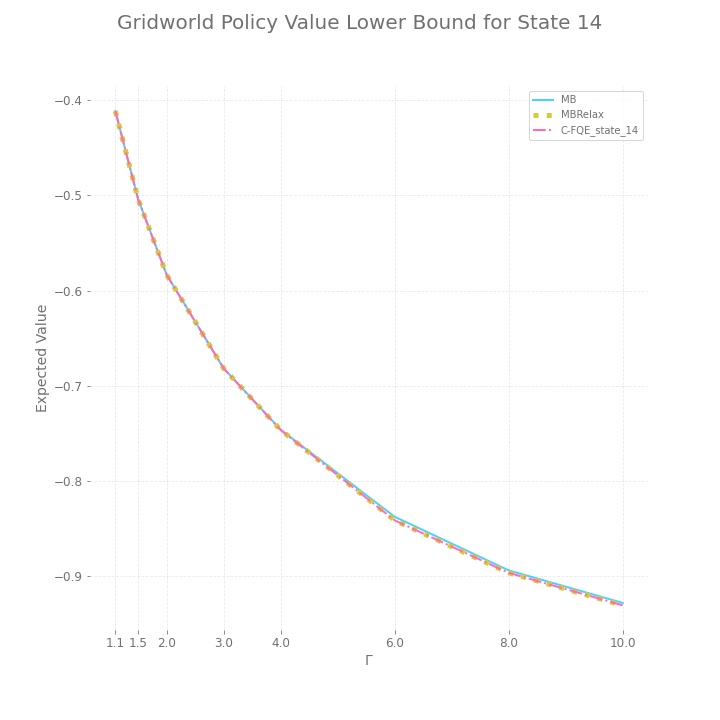 Gridworld Policy Value Lower Bound for State 14
MB
MBRelax
C-FQE_state_14
−0.4
−0.5
−0.6
−0.7
−0.8
−0.9
Expected Value
1.1 1.5 2.0 3.0 4.0 6.0 8.0 10.0
Γ